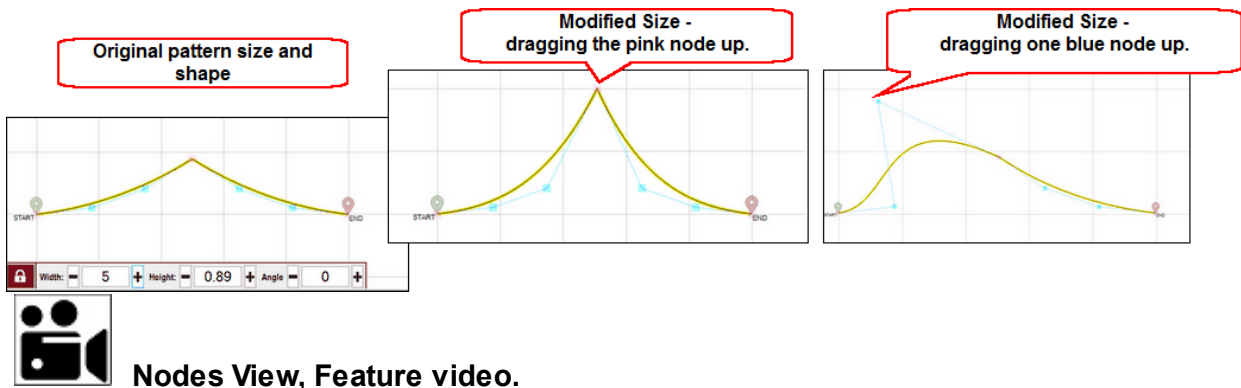 Original pattern size and
shape
Modified Size -
dragging the pink node up.
Modified Size -
dragging one blue node up.
START
END
Width: - 5 + Height: - 0.89 + Angle - 0 +
START
END
START
END
Nodes View, Feature video.